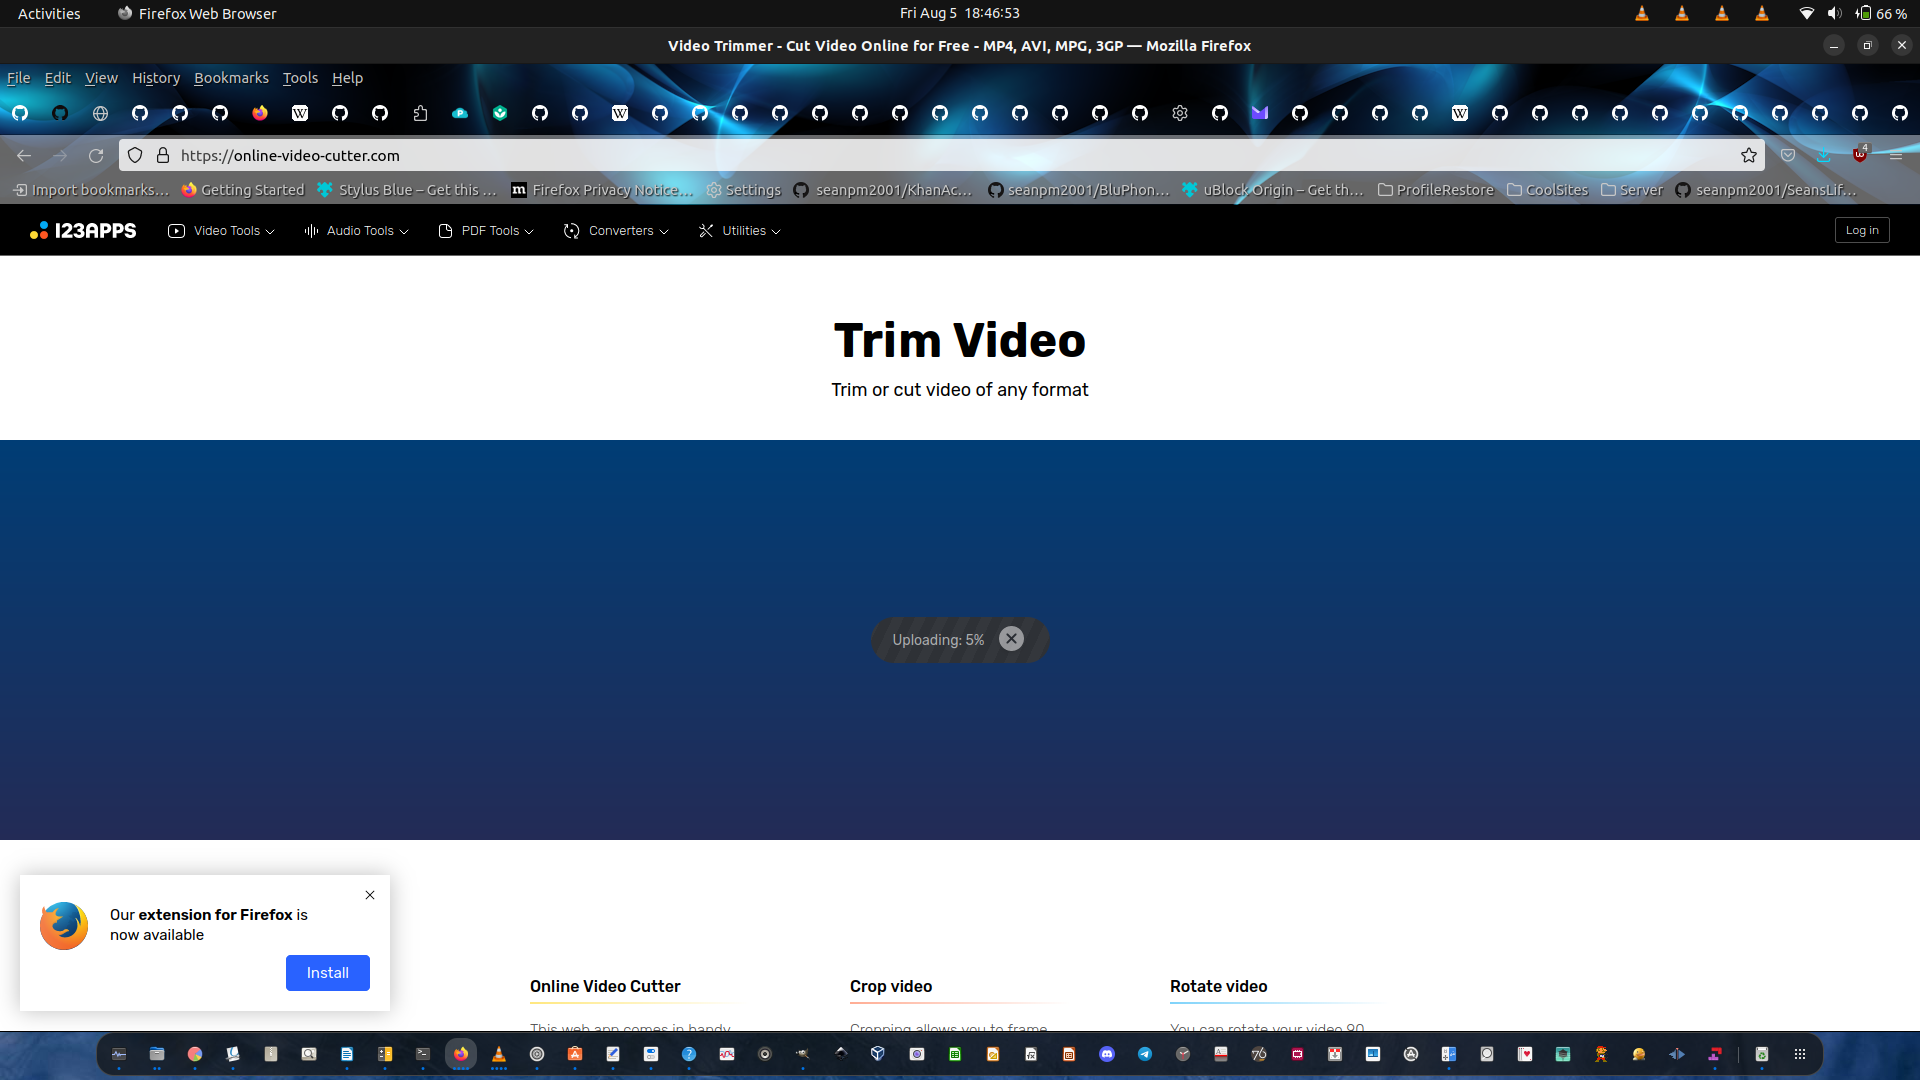 Activities
Firefox Web Browser
Fri Aug 5 18:46:53
66 %
Video Trimmer - Cut Video Online for Free - MP4, AVI, MPG, 3GP — Mozilla Firefox
File Edit View History Bookmarks Tools Help
https://online-video-cutter.com
4
Import bookmarks… Getting Started Stylus Blue – Get this … Firefox Privacy Notice… Settings seanpm2001/KhanAc… seanpm2001/BluPhon… uBlock Origin – Get th… ProfileRestore CoolSites Server seanpm2001/SeansLif…
123APPS Video Tools Audio Tools PDF Tools Converters Utilities Log in
Trim Video
Trim or cut video of any format
Uploading: 5%
Our extension for Firefox is
now available
Install
Online Video Cutter Crop video Rotate video
This web app comes in handy Cropping allows you to frame You can rotate your video 90